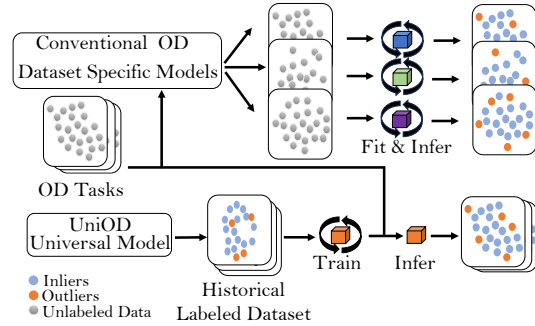 Conventional OD
Dataset Specific Models
Fit & Infer
OD Tasks
UniOD
Universal Model
Train
Infer
Inliers
Outliers
Unlabeled Data
Historical
Labeled Dataset